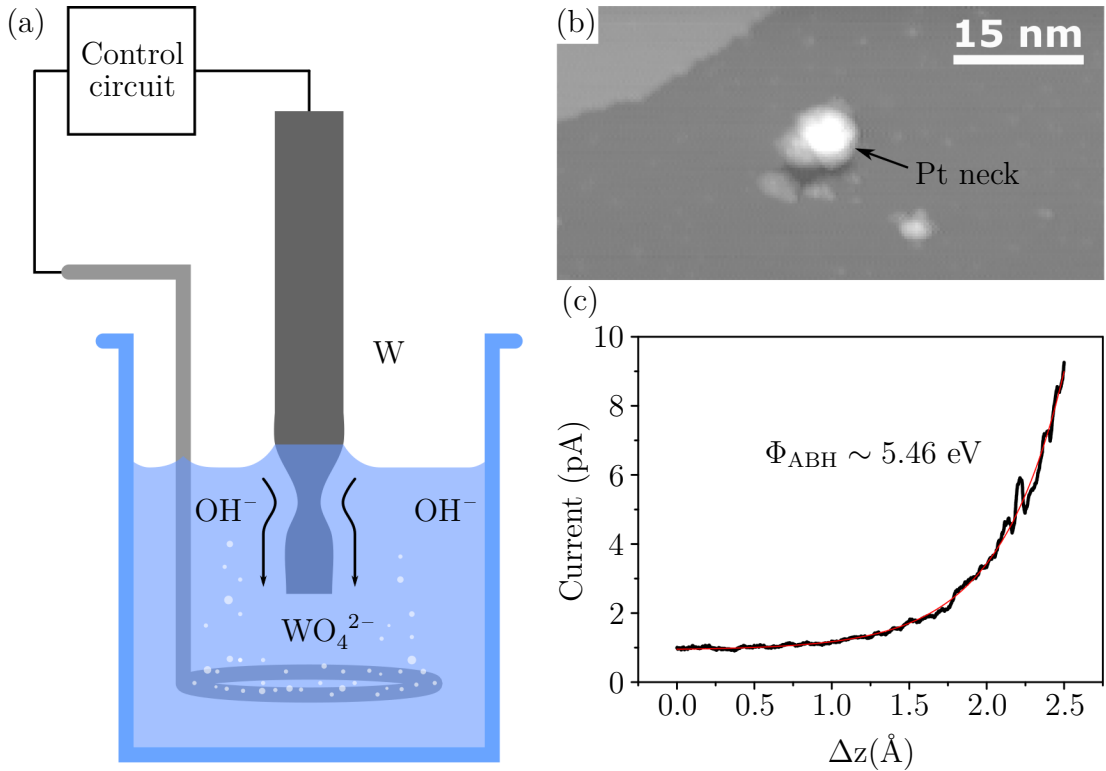 (a)
Control
circuit
W
OH⁻
OH⁻
WO₄²⁻
(b)
15 nm
Pt neck
(c)
10
8
6
4
2
0
Current (pA)
Φ_ABH ∼ 5.46 eV
0.0 0.5 1.0 1.5 2.0 2.5
Δz(Å)